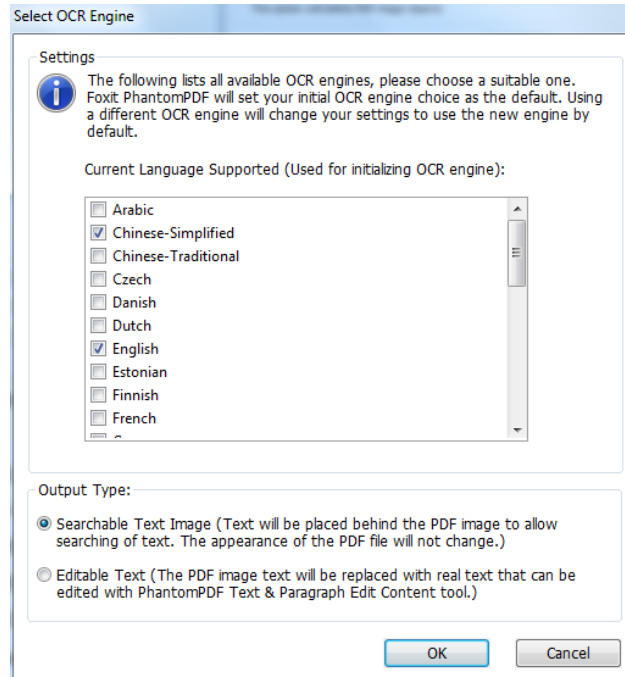 Select OCR Engine
Settings
The following lists all available OCR engines, please choose a suitable one.
Foxit PhantomPDF will set your initial OCR engine choice as the default. Using
a different OCR engine will change your settings to use the new engine by
default.
Current Language Supported (Used for initializing OCR engine):
Arabic
Chinese-Simplified
Chinese-Traditional
Czech
Danish
Dutch
English
Estonian
Finnish
French
Output Type:
Searchable Text Image (Text will be placed behind the PDF image to allow
searching of text. The appearance of the PDF file will not change.)
Editable Text (The PDF image text will be replaced with real text that can be
edited with PhantomPDF Text & Paragraph Edit Content tool.)
OK Cancel